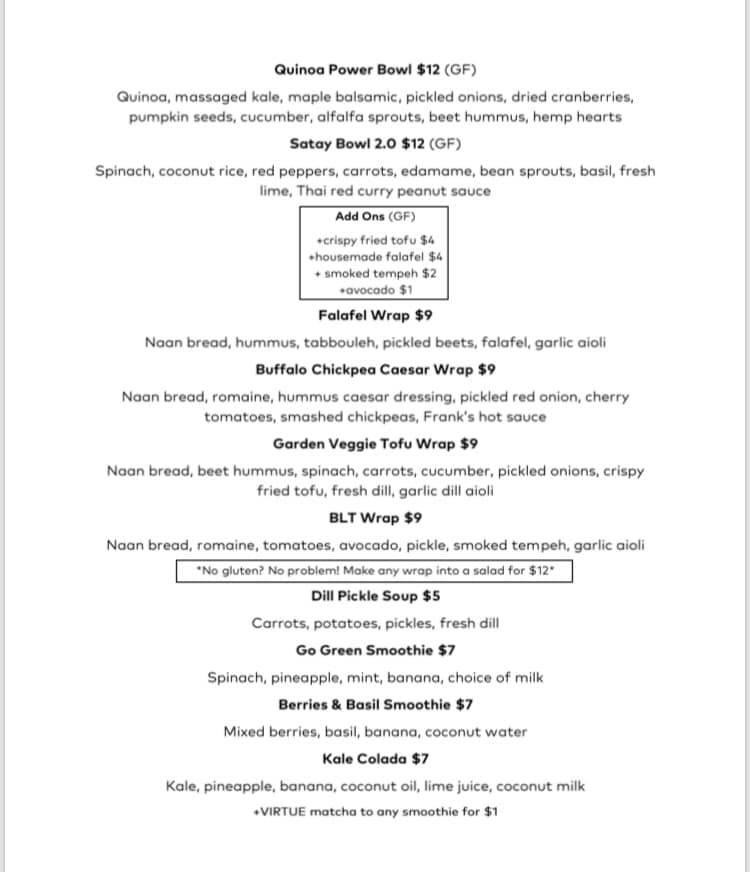 Quinoa Power Bowl $12 (GF)
Quinoa, massaged kale, maple balsamic, pickled onions, dried cranberries,
pumpkin seeds, cucumber, alfalfa sprouts, beet hummus, hemp hearts
Satay Bowl 2.0 $12 (GF)
Spinach, coconut rice, red peppers, carrots, edamame, bean sprouts, basil, fresh
lime, Thai red curry peanut sauce
Add Ons (GF)
+crispy fried tofu $4
+housemade falafel $4
+ smoked tempeh $2
+avocado $1
Falafel Wrap $9
Naan bread, hummus, tabbouleh, pickled beets, falafel, garlic aioli
Buffalo Chickpea Caesar Wrap $9
Naan bread, romaine, hummus caesar dressing, pickled red onion, cherry
tomatoes, smashed chickpeas, Frank's hot sauce
Garden Veggie Tofu Wrap $9
Naan bread, beet hummus, spinach, carrots, cucumber, pickled onions, crispy
fried tofu, fresh dill, garlic dill aioli
BLT Wrap $9
Naan bread, romaine, tomatoes, avocado, pickle, smoked tempeh, garlic aioli
*No gluten? No problem! Make any wrap into a salad for $12*
Dill Pickle Soup $5
Carrots, potatoes, pickles, fresh dill
Go Green Smoothie $7
Spinach, pineapple, mint, banana, choice of milk
Berries & Basil Smoothie $7
Mixed berries, basil, banana, coconut water
Kale Colada $7
Kale, pineapple, banana, coconut oil, lime juice, coconut milk
+VIRTUE matcha to any smoothie for $1